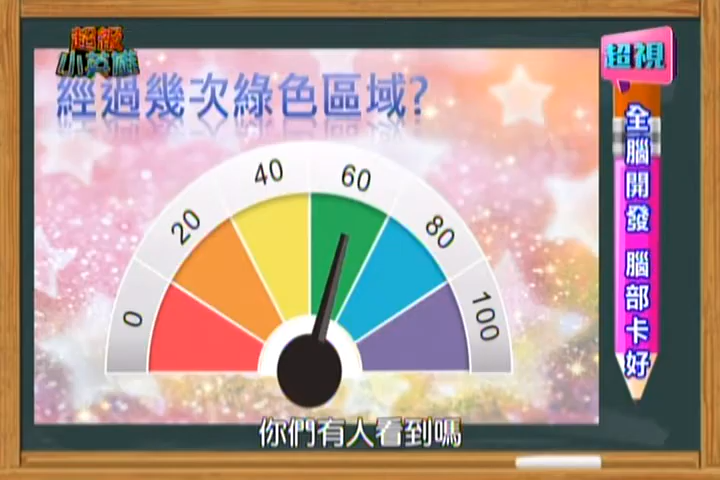 超級
小英雄
超視
經過幾次綠色區域?
全腦開發 腦部卡好
0
20
40
60
80
100
你們有人看到嗎